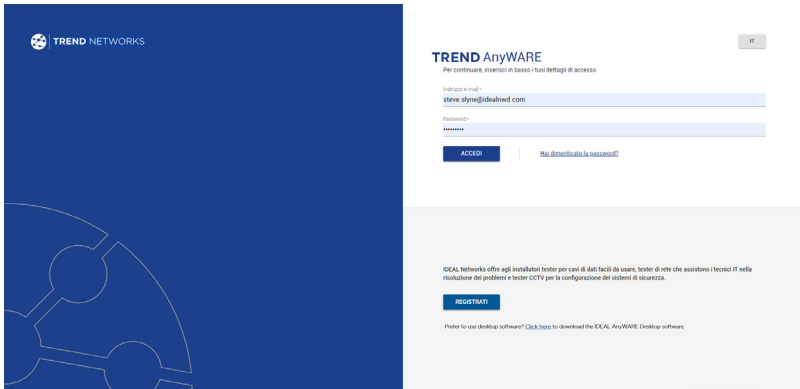 TREND NETWORKS
IT
TREND AnyWARE
Per continuare, inserisci in basso i tuoi dettagli di accesso
Indirizzo e-mail *
steve.slyne@idealnwd.com
Password *
•••••••••
ACCEDI
Hai dimenticato la password?
IDEAL Networks offre agli installatori tester per cavi di dati facili da usare, tester di rete che assistono i tecnici IT nella
risoluzione dei problemi e tester CCTV per la configurazione dei sistemi di sicurezza.
REGISTRATI
Prefer to use desktop software? Click here to download the IDEAL AnyWARE Desktop software